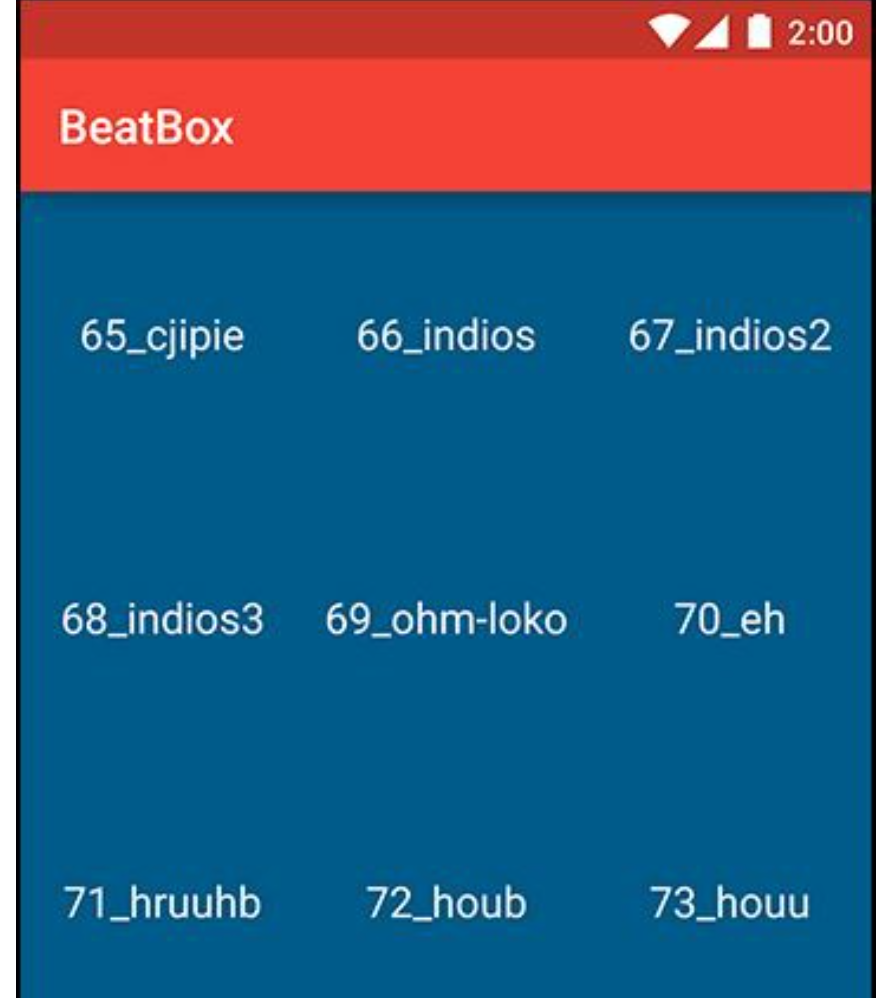 2:00
BeatBox
65_cjipie 66_indios 67_indios2
68_indios3 69_ohm-loko 70_eh
71_hruuhb 72_houb 73_houu